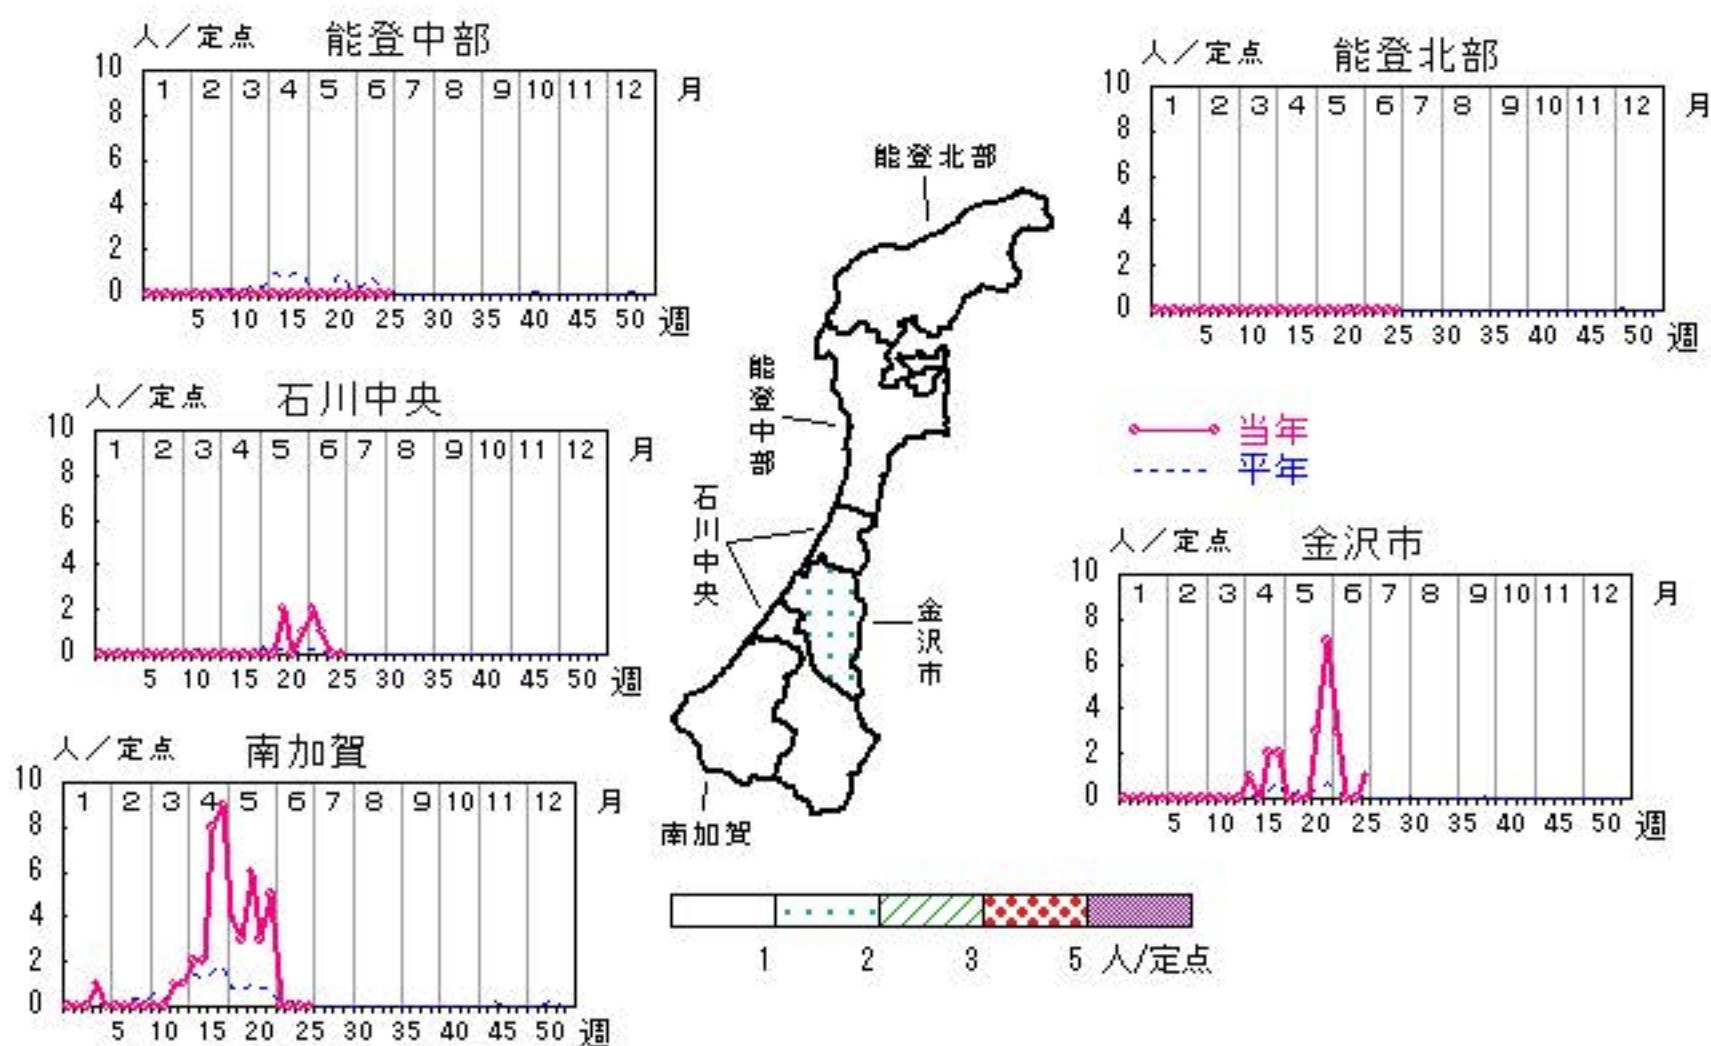 人／定点 能登中部
10 8 6 4 2 0
1 2 3 4 5 6 7 8 9 10 11 12 月
5 10 15 20 25 30 35 40 45 50 週
人／定点 能登北部
10 8 6 4 2 0
1 2 3 4 5 6 7 8 9 10 11 12 月
5 10 15 20 25 30 35 40 45 50 週
人／定点 石川中央
10 8 6 4 2 0
1 2 3 4 5 6 7 8 9 10 11 12 月
5 10 15 20 25 30 35 40 45 50 週
人／定点 南加賀
10 8 6 4 2 0
1 2 3 4 5 6 7 8 9 10 11 12 月
5 10 15 20 25 30 35 40 45 50 週
能登北部
能登中部
石川中央
金沢市
南加賀
1 2 3 5 人/定点
当年
平年
人／定点 金沢市
10 8 6 4 2 0
1 2 3 4 5 6 7 8 9 10 11 12 月
5 10 15 20 25 30 35 40 45 50 週